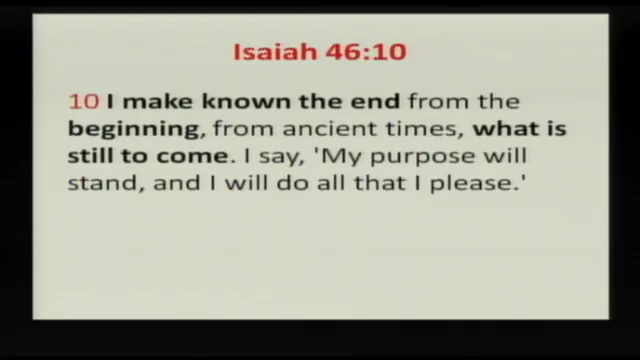 Isaiah 46:10
10 I make known the end from the
beginning, from ancient times, what is
still to come. I say, 'My purpose will
stand, and I will do all that I please.'